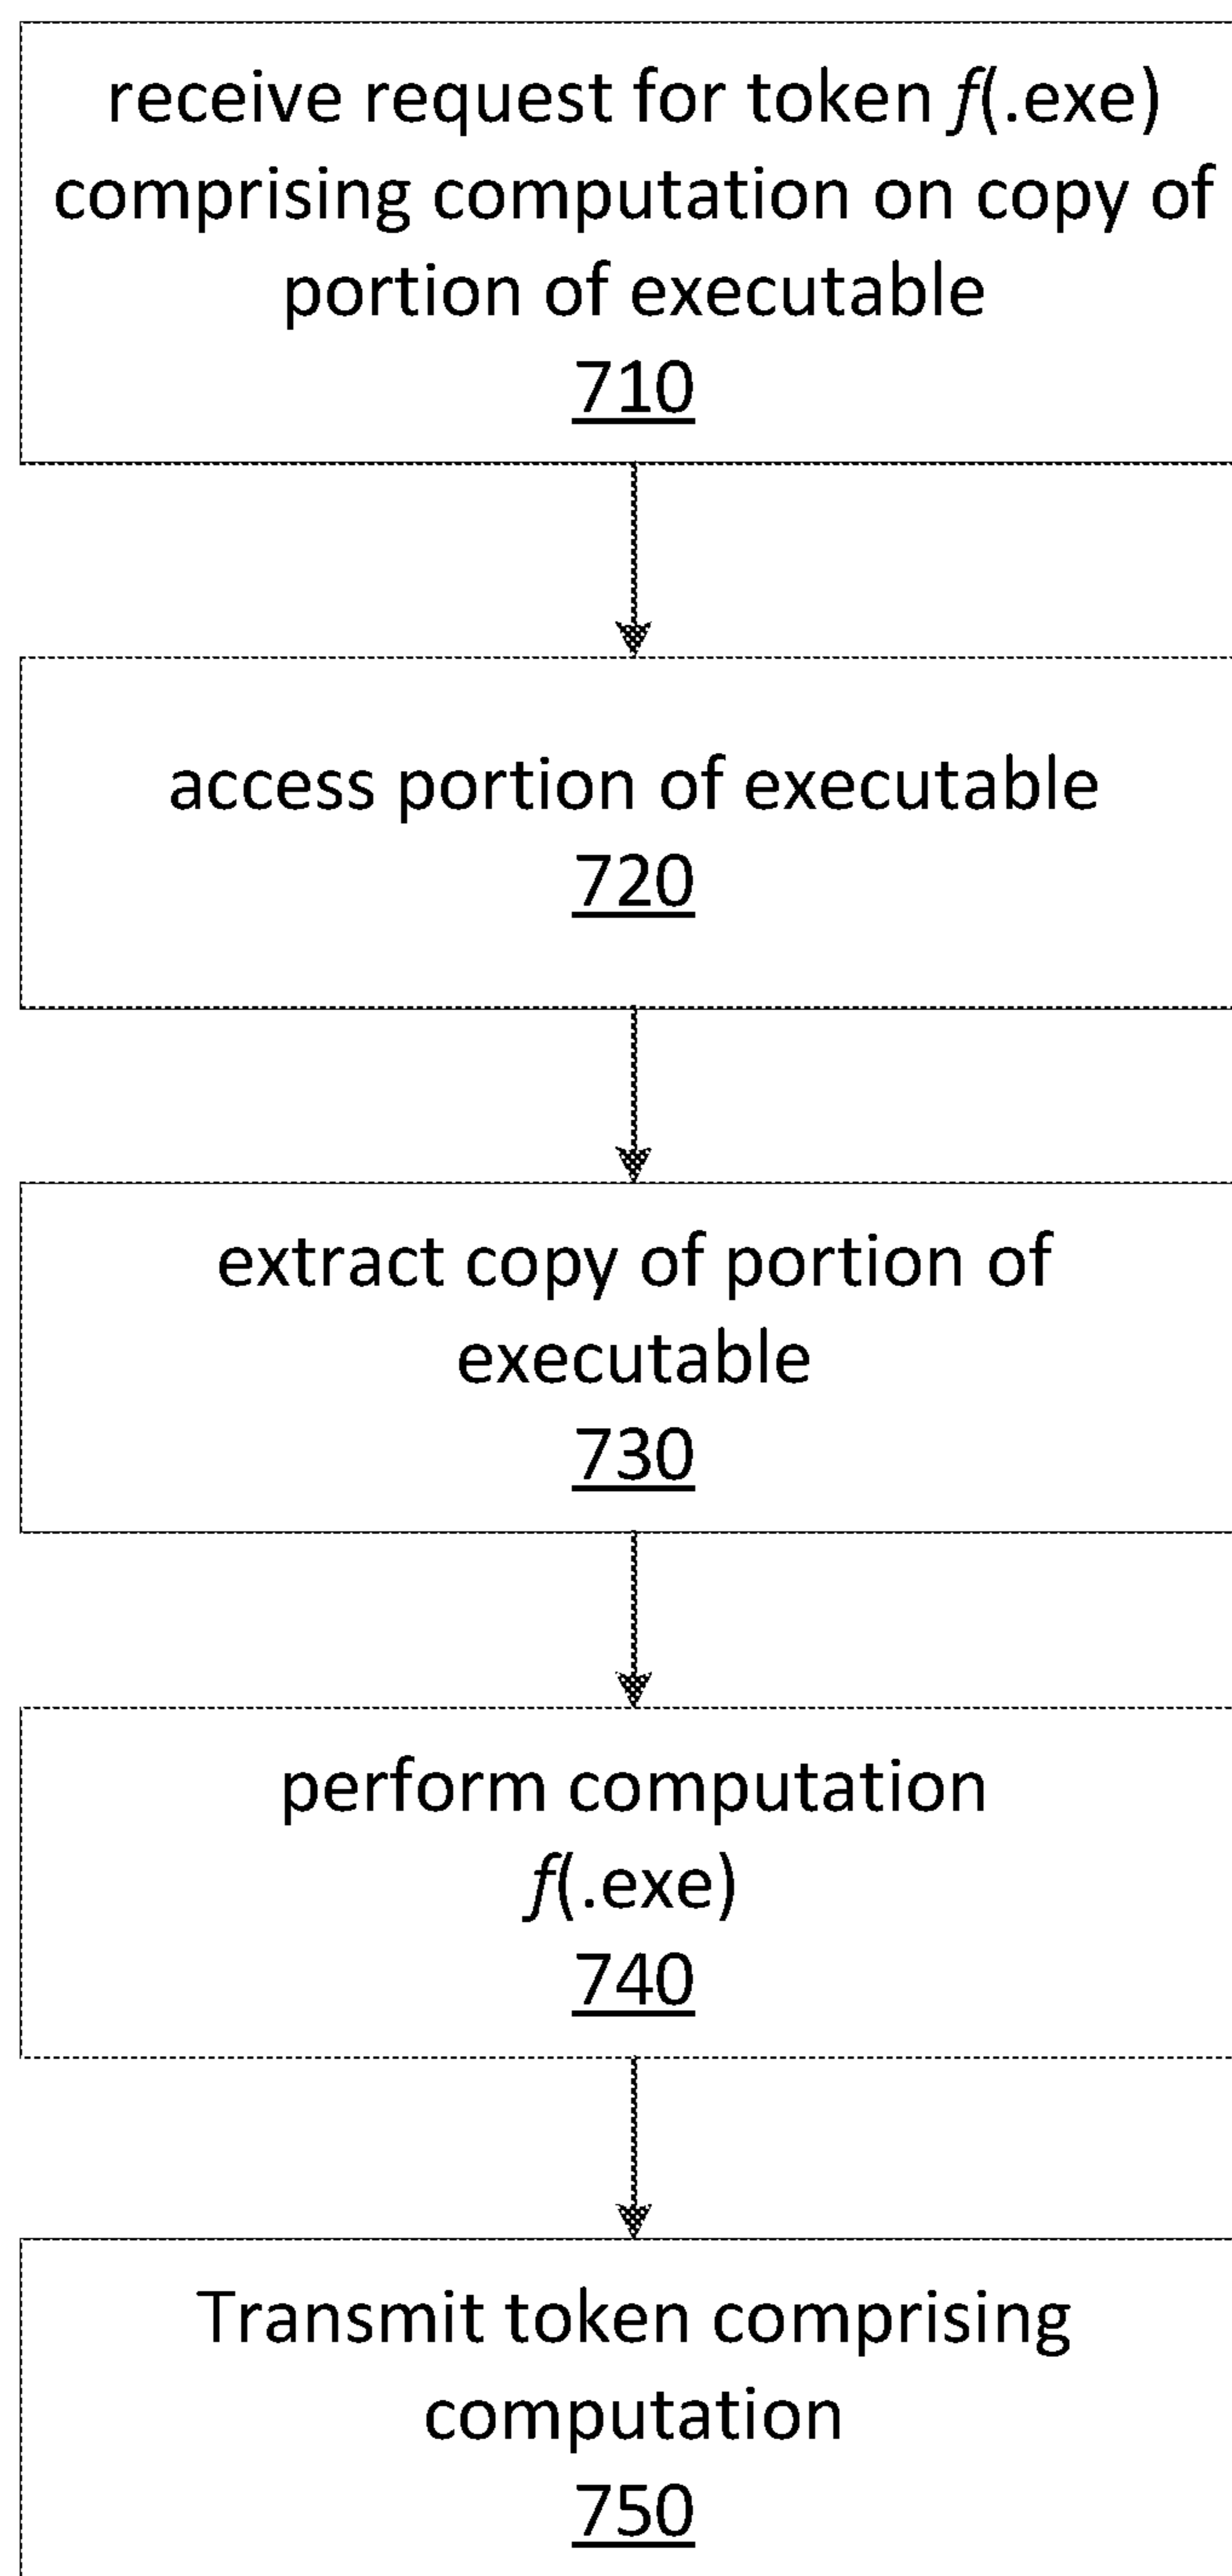 receive request for token f(.exe)
comprising computation on copy of
portion of executable
710
access portion of executable
720
extract copy of portion of
executable
730
perform computation
f(.exe)
740
Transmit token comprising
computation
750